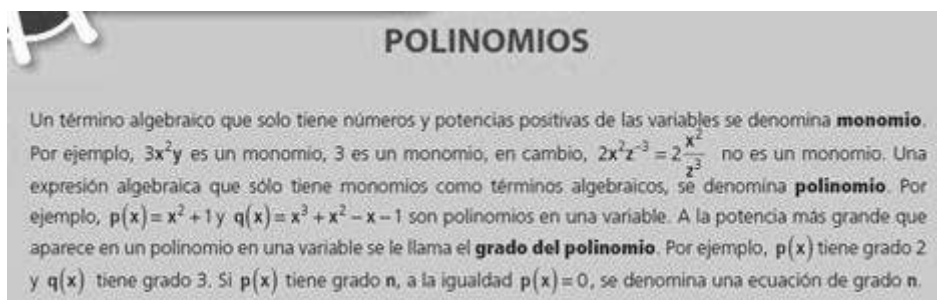 POLINOMIOS
Un término algebraico que solo tiene números y potencias positivas de las variables se denomina monomio.
Por ejemplo, 3x²y es un monomio, 3 es un monomio, en cambio, 2x²z⁻³ = 2 x²/z³ no es un monomio. Una
expresión algebraica que sólo tiene monomios como términos algebraicos, se denomina polinomio. Por
ejemplo, p(x) = x² + 1 y q(x) = x³ + x² – x – 1 son polinomios en una variable. A la potencia más grande que
aparece en un polinomio en una variable se le llama el grado del polinomio. Por ejemplo, p(x) tiene grado 2
y q(x) tiene grado 3. Si p(x) tiene grado n, a la igualdad p(x) = 0, se denomina una ecuación de grado n.